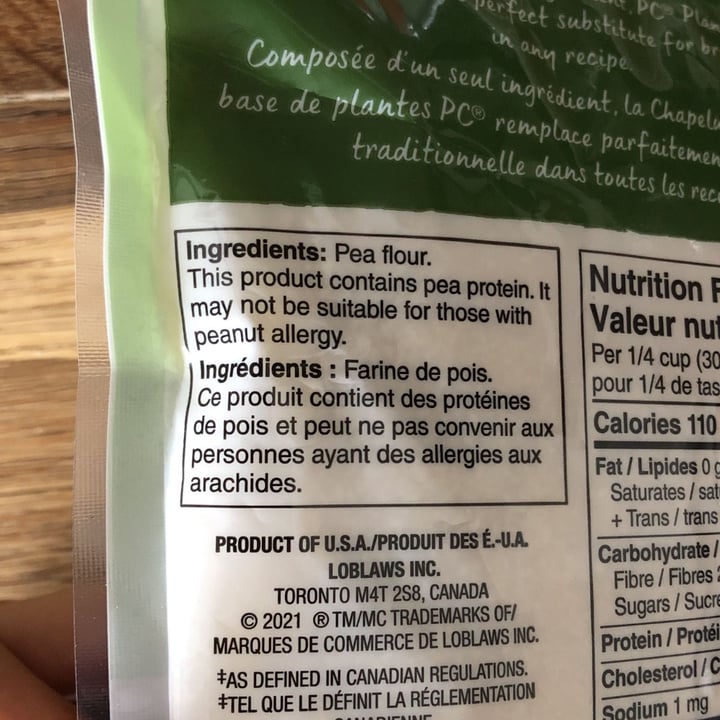 PC® Plan
perfect substitute for br
in any recipe
Composée d'un seul ingrédient, la Chapelu
base de plantes PC® remplace parfaitemen
traditionnelle dans toutes les rec
Ingredients: Pea flour.
This product contains pea protein. It
may not be suitable for those with
peanut allergy.
Ingrédients : Farine de pois.
Ce produit contient des protéines
de pois et peut ne pas convenir aux
personnes ayant des allergies aux
arachides.
PRODUCT OF U.S.A./PRODUIT DES É.-U.A.
LOBLAWS INC.
TORONTO M4T 2S8, CANADA
© 2021 ® TM/MC TRADEMARKS OF/
MARQUES DE COMMERCE DE LOBLAWS INC.
‡AS DEFINED IN CANADIAN REGULATIONS.
‡TEL QUE LE DÉFINIT LA RÉGLEMENTATION
CANADIENNE
Nutrition F
Valeur nut
Per 1/4 cup (30
pour 1/4 de tas
Calories 110
Fat / Lipides 0 g
Saturates / sat
+ Trans / trans
Carbohydrate /
Fibre / Fibres 2
Sugars / Sucre
Protein / Protéi
Cholesterol / C
Sodium 1 mg